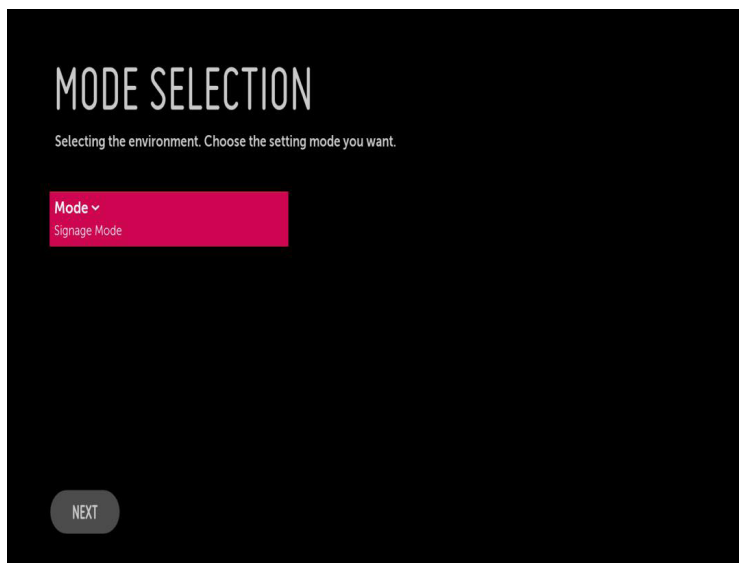 MODE SELECTION
Selecting the environment. Choose the setting mode you want.
Mode
Signage Mode
NEXT